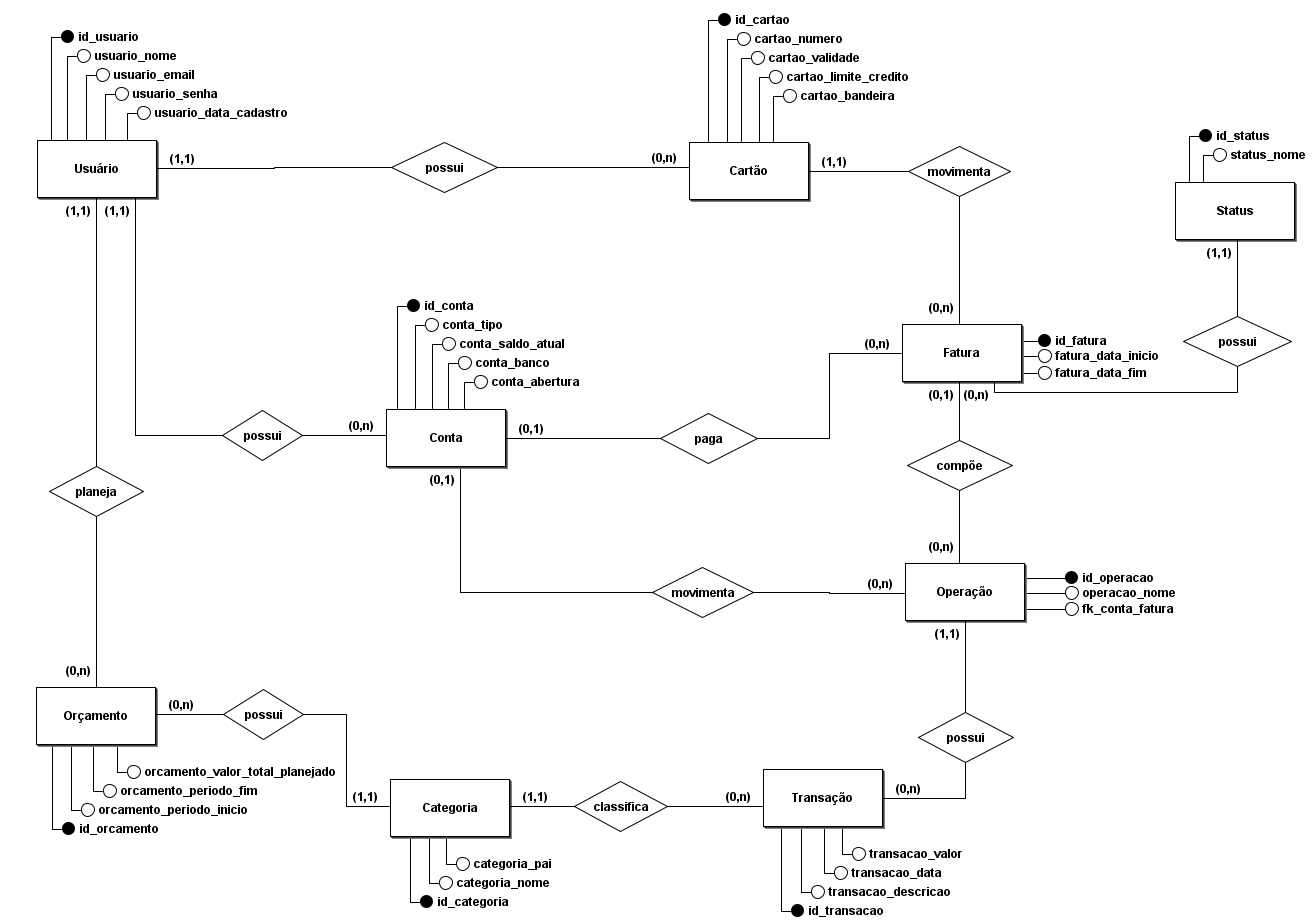 id_usuario
usuario_nome
usuario_email
usuario_senha
usuario_data_cadastro
Usuário
(1,1)
possui
(0,n)
id_cartao
cartao_numero
cartao_validade
cartao_limite_credito
cartao_bandeira
Cartão
(1,1)
movimenta
id_status
status_nome
Status
(1,1)
possui
(1,1)
(1,1)
(0,n)
Fatura
id_fatura
fatura_data_inicio
fatura_data_fim
(0,1)
(0,n)
id_conta
conta_tipo
conta_saldo_atual
conta_banco
conta_abertura
possui
(0,n)
Conta
(0,1)
paga
(0,n)
compõe
(0,1)
planeja
movimenta
(0,n)
(0,n)
Operação
id_operacao
operacao_nome
fk_conta_fatura
(1,1)
possui
(0,n)
Orçamento
(0,n)
possui
orcamento_valor_total_planejado
orcamento_periodo_fim
orcamento_periodo_inicio
id_orcamento
(1,1)
Categoria
(1,1)
classifica
(0,n)
Transação
(0,n)
categoria_pai
categoria_nome
id_categoria
transacao_valor
transacao_data
transacao_descricao
id_transacao